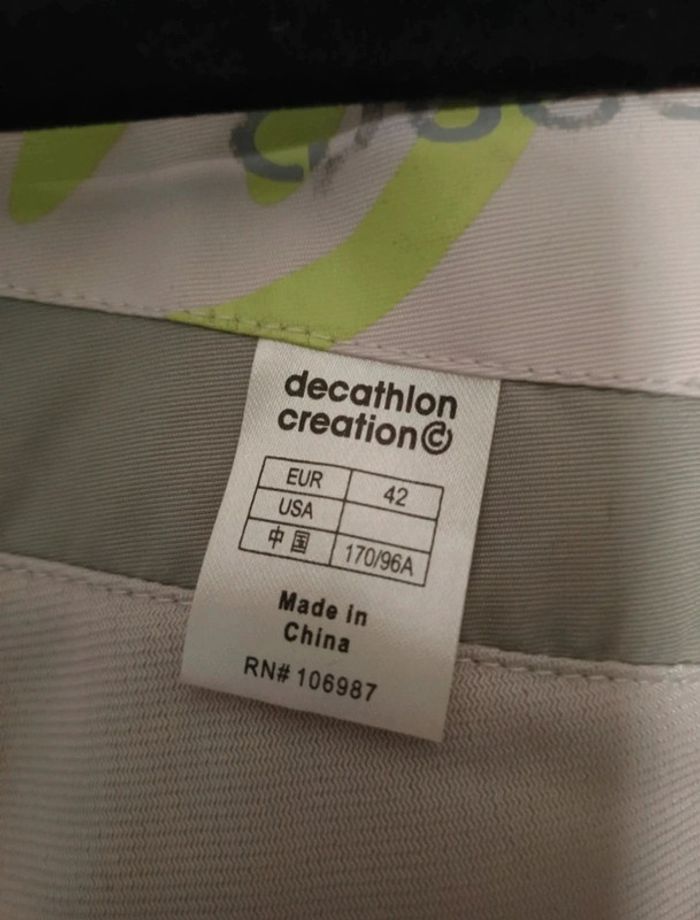 decathlon
creation©
EUR 42
USA
中国 170/96A
Made in
China
RN# 106987